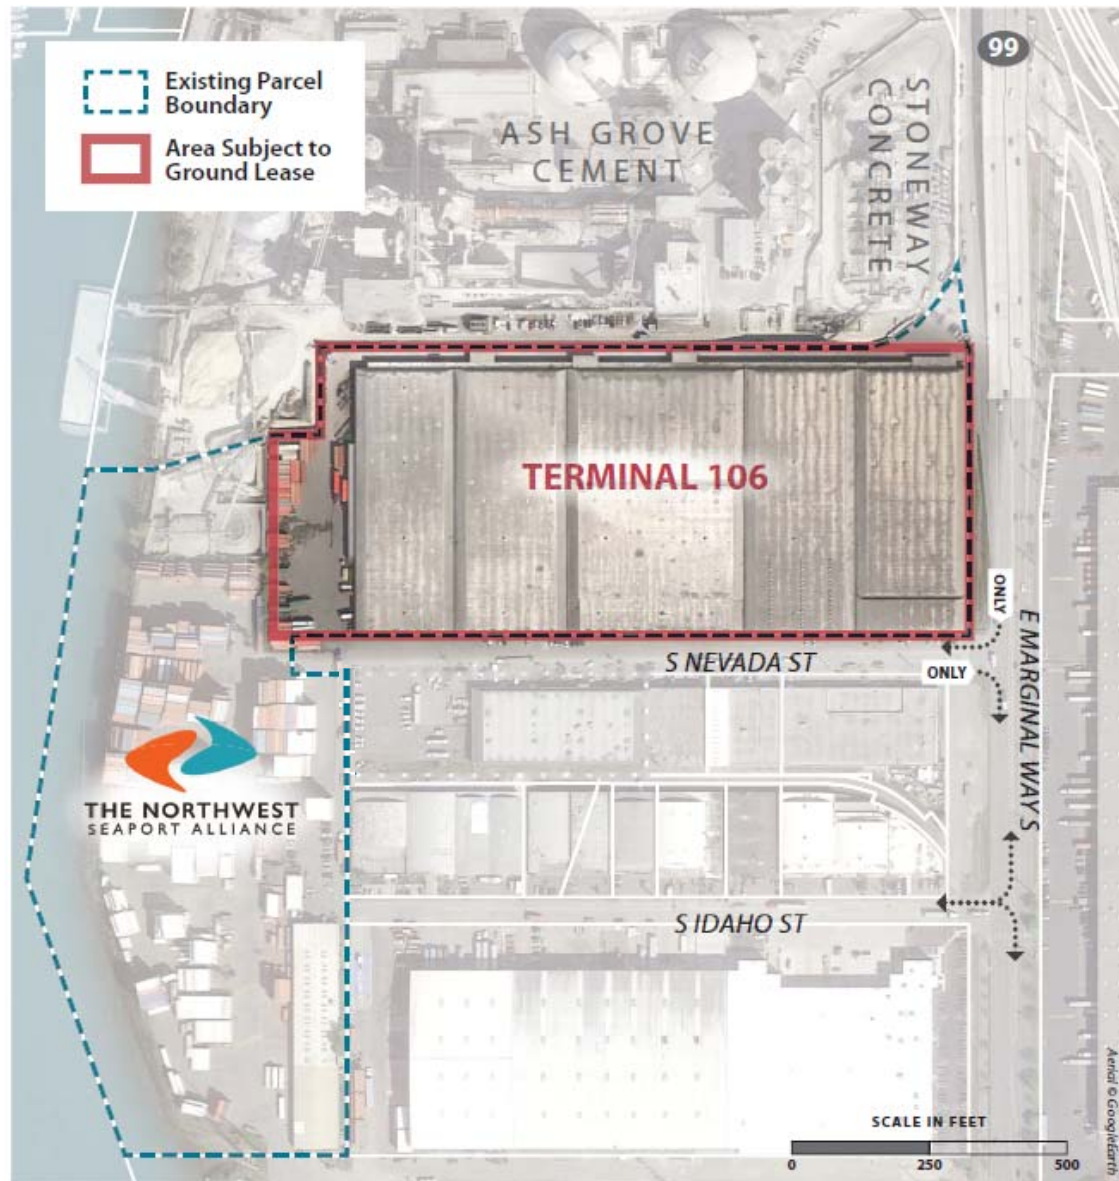 Existing Parcel
Boundary
Area Subject to
Ground Lease
99
ASH GROVE
CEMENT
STONEWAY
CONCRETE
TERMINAL 106
ONLY
S NEVADA ST
ONLY
E MARGINAL WAY S
THE NORTHWEST
SEAPORT ALLIANCE
S IDAHO ST
SCALE IN FEET
0 250 500
Aerial © GoogleEarth